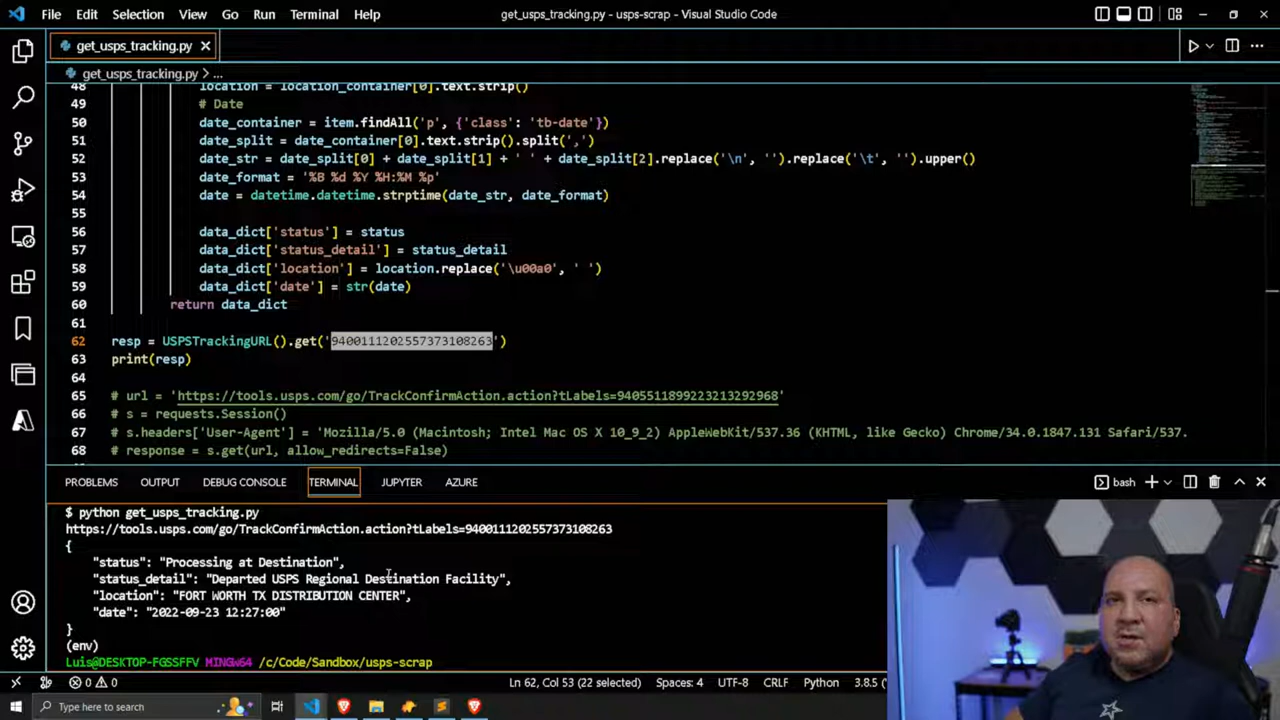 File Edit Selection View Go Run Terminal Help
get_usps_tracking.py - usps-scrap - Visual Studio Code
get_usps_tracking.py
get_usps_tracking.py > ...
48 location = location_container[0].text.strip()
49 # Date
50 date_container = item.findAll('p', {'class': 'tb-date'})
51 date_split = date_container[0].text.strip().split(',')
52 date_str = date_split[0] + date_split[1] + ' ' + date_split[2].replace('\n', '').replace('\t', '').upper()
53 date_format = '%B %d %Y %H:%M %p'
54 date = datetime.datetime.strptime(date_str, date_format)
55
56 data_dict['status'] = status
57 data_dict['status_detail'] = status_detail
58 data_dict['location'] = location.replace('\u00a0', ' ')
59 data_dict['date'] = str(date)
60 return data_dict
61
62 resp = USPSTrackingURL().get('9400111202557373108263')
63 print(resp)
64
65 # url = 'https://tools.usps.com/go/TrackConfirmAction.action?tLabels=9405511899223213292968'
66 # s = requests.Session()
67 # s.headers['User-Agent'] = 'Mozilla/5.0 (Macintosh; Intel Mac OS X 10_9_2) AppleWebKit/537.36 (KHTML, like Gecko) Chrome/34.0.1847.131 Safari/537.
68 # response = s.get(url, allow_redirects=False)
PROBLEMS OUTPUT DEBUG CONSOLE TERMINAL JUPYTER AZURE
bash
$ python get_usps_tracking.py
https://tools.usps.com/go/TrackConfirmAction.action?tLabels=9400111202557373108263
{
"status": "Processing at Destination",
"status_detail": "Departed USPS Regional Destination Facility",
"location": "FORT WORTH TX DISTRIBUTION CENTER",
"date": "2022-09-23 12:27:00"
}
(env)
Luis@DESKTOP-FGSSFFV MINGW64 /c/Code/Sandbox/usps-scrap
0 0 Ln 62, Col 53 (22 selected) Spaces: 4 UTF-8 CRLF Python 3.8.5
Type here to search